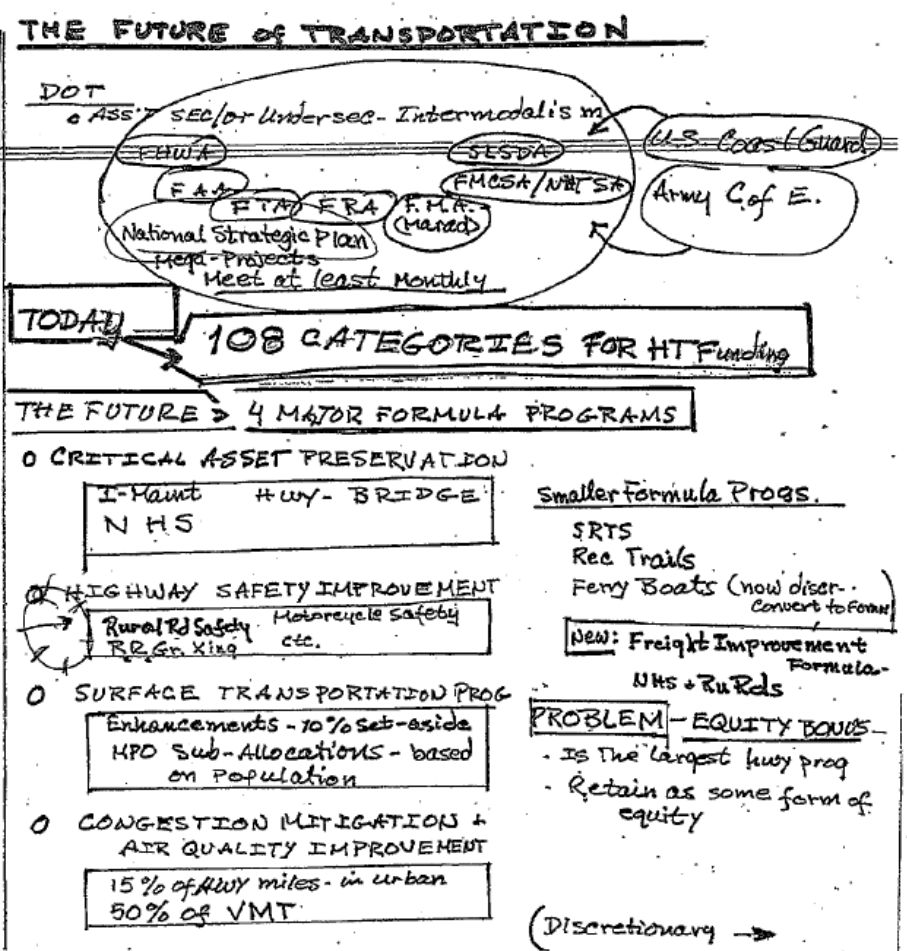 THE FUTURE of TRANSPORTATION
DOT
• ASS'T SEC/or Undersec - Intermodalism
U.S. Coast Guard
FHWA
SLSDA
FAA
FMCSA/NHTSA
Army C of E.
FTA
FRA
F.M.A.
(Marad)
National Strategic Plan
Mega-Projects
Meet at least Monthly
TODAY
108 CATEGORIES FOR HT Funding
THE FUTURE > 4 MAJOR FORMULA PROGRAMS
O CRITICAL ASSET PRESERVATION
I-Maint HWY-BRIDGE
NHS
O HIGHWAY SAFETY IMPROVEMENT
Rural Rd Safety Motorcycle Safety
RR Gr. Xing etc.
O SURFACE TRANSPORTATION PROG
Enhancements - 10% Set-aside
MPO Sub-Allocations - based
on Population
O CONGESTION MITIGATION +
AIR QUALITY IMPROVEMENT
15% of HWY miles - in urban
50% of VMT
Smaller Formula Progs.
SRTS
Rec Trails
Ferry Boats (now discr..
Convert to Form)
New: Freight Improvement
Formula-
NHS + Ru Rds
PROBLEM - EQUITY BONUS -
- Is The largest hwy prog
- Retain as some form of
equity
(Discretionary →